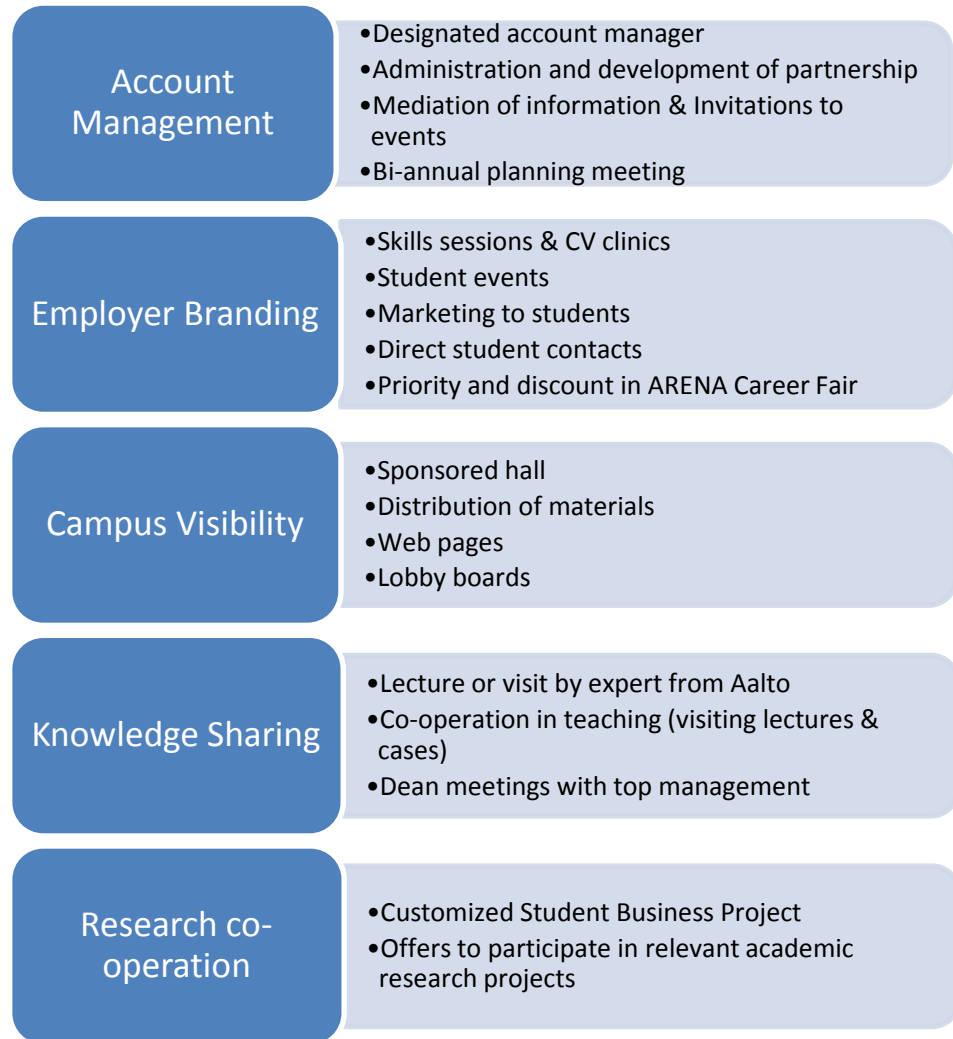 Account
Management
•Designated account manager
•Administration and development of partnership
•Mediation of information & Invitations to
events
•Bi-annual planning meeting
Employer Branding
•Skills sessions & CV clinics
•Student events
•Marketing to students
•Direct student contacts
•Priority and discount in ARENA Career Fair
Campus Visibility
•Sponsored hall
•Distribution of materials
•Web pages
•Lobby boards
Knowledge Sharing
•Lecture or visit by expert from Aalto
•Co-operation in teaching (visiting lectures &
cases)
•Dean meetings with top management
Research co-
operation
•Customized Student Business Project
•Offers to participate in relevant academic
research projects